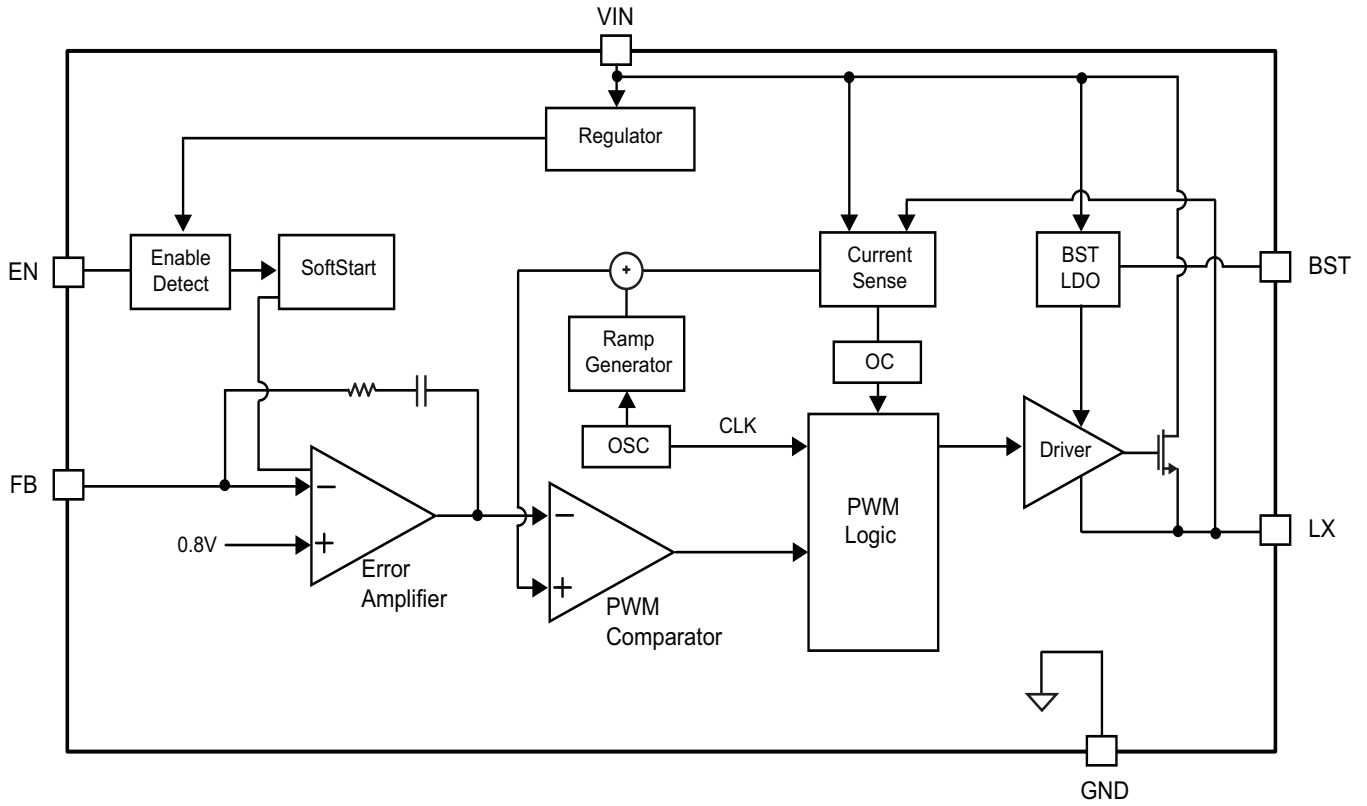 VIN
Regulator
EN
Enable
Detect
SoftStart
+
Current
Sense
BST
LDO
BST
Ramp
Generator
OC
OSC
CLK
Driver
FB
−
+
0.8V
Error
Amplifier
−
+
PWM
Comparator
PWM
Logic
LX
GND